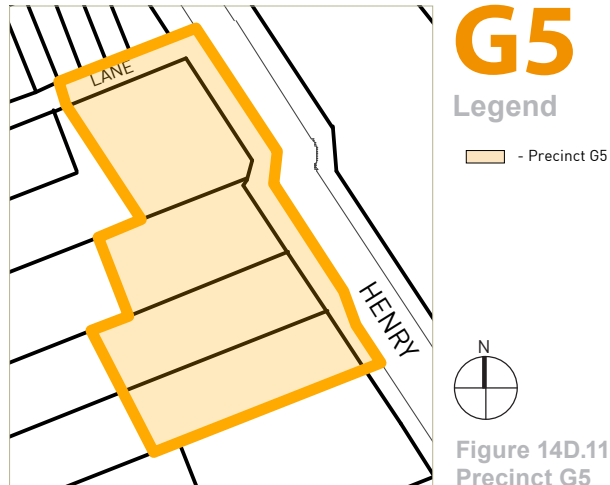 LANE
HENRY
G5
Legend
- Precinct G5
N
Figure 14D.11
Precinct G5